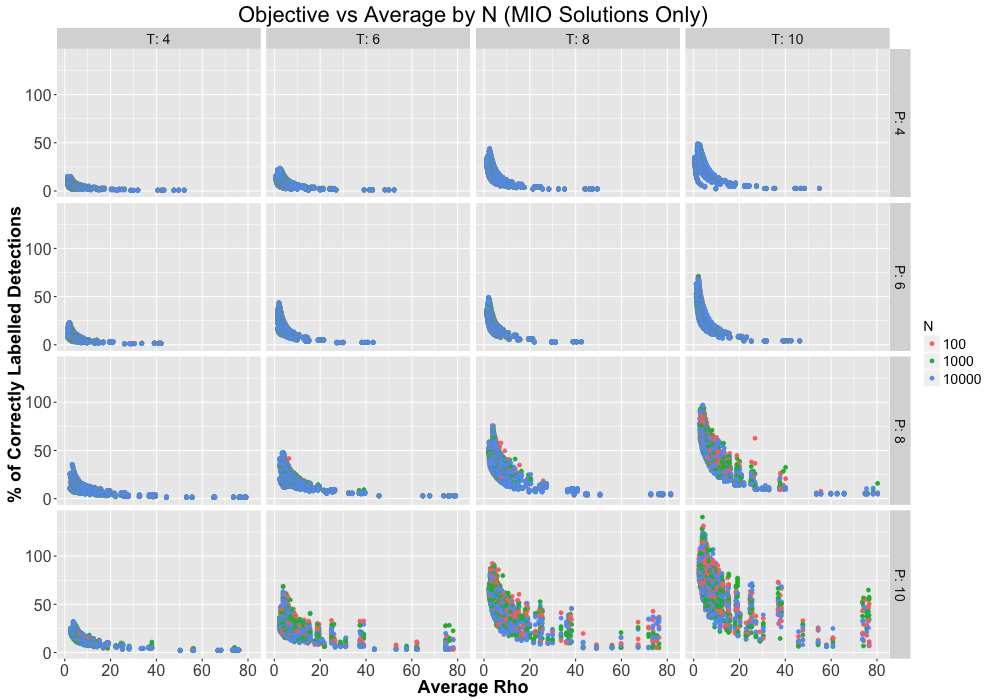 Objective vs Average by N (MIO Solutions Only)
T: 4 T: 6 T: 8 T: 10
% of Correctly Labelled Detections
100
50
0
P: 4
100
50
0
P: 6
100
50
0
P: 8
100
50
0
P: 10
0 20 40 60 80 0 20 40 60 80 0 20 40 60 80 0 20 40 60 80
Average Rho
N
100
1000
10000